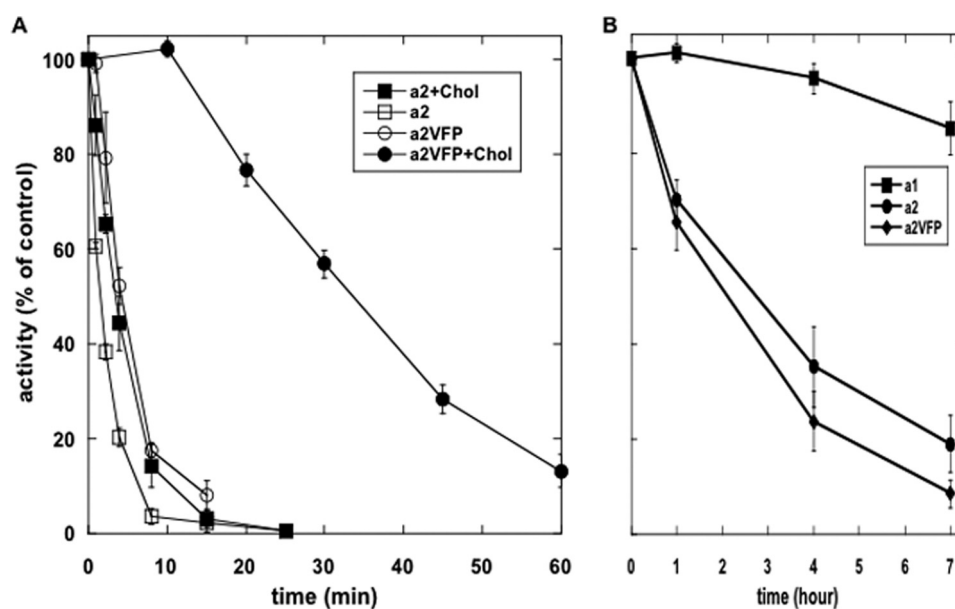 A
B
100
80
60
40
20
0
activity (% of control)
a2+Chol
a2
a2VFP
a2VFP+Chol
a1
a2
a2VFP
0 10 20 30 40 50 60
time (min)
0 1 2 3 4 5 6 7
time (hour)